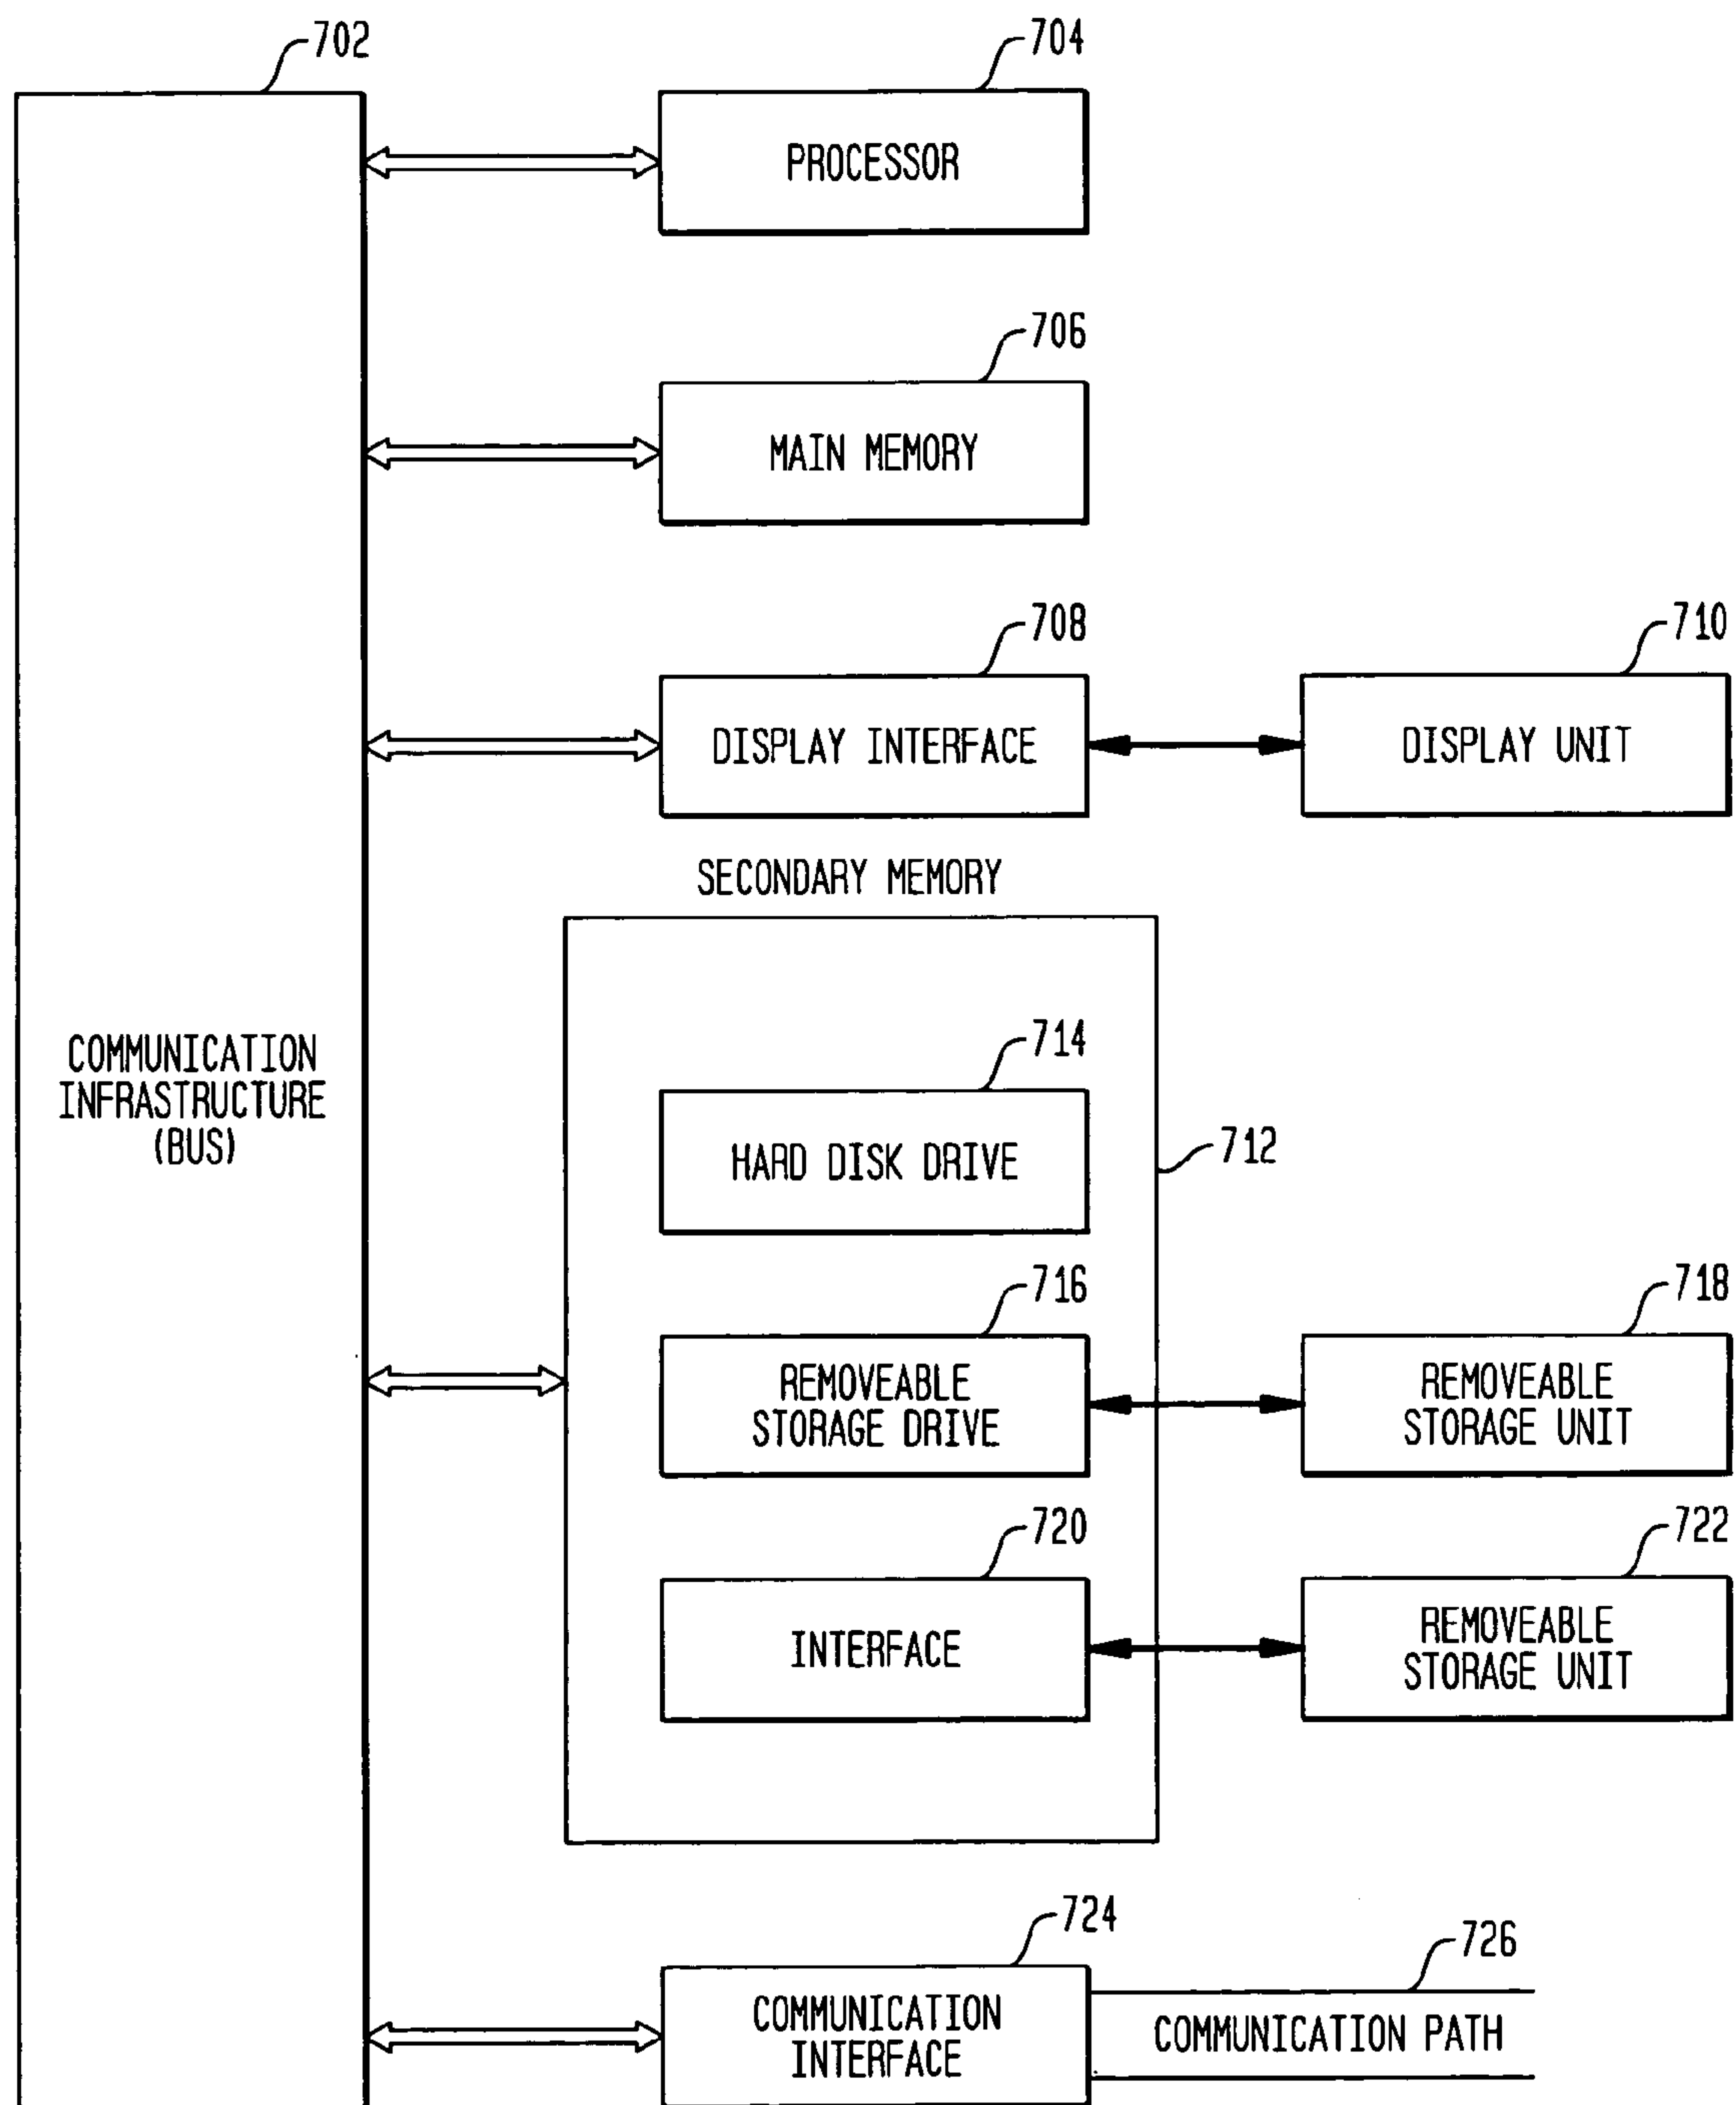 702
704
PROCESSOR
706
MAIN MEMORY
708
710
DISPLAY INTERFACE
DISPLAY UNIT
SECONDARY MEMORY
COMMUNICATION
INFRASTRUCTURE
(BUS)
714
HARD DISK DRIVE
712
716
718
REMOVEABLE
STORAGE DRIVE
REMOVEABLE
STORAGE UNIT
720
722
INTERFACE
REMOVEABLE
STORAGE UNIT
724
726
COMMUNICATION
INTERFACE
COMMUNICATION PATH